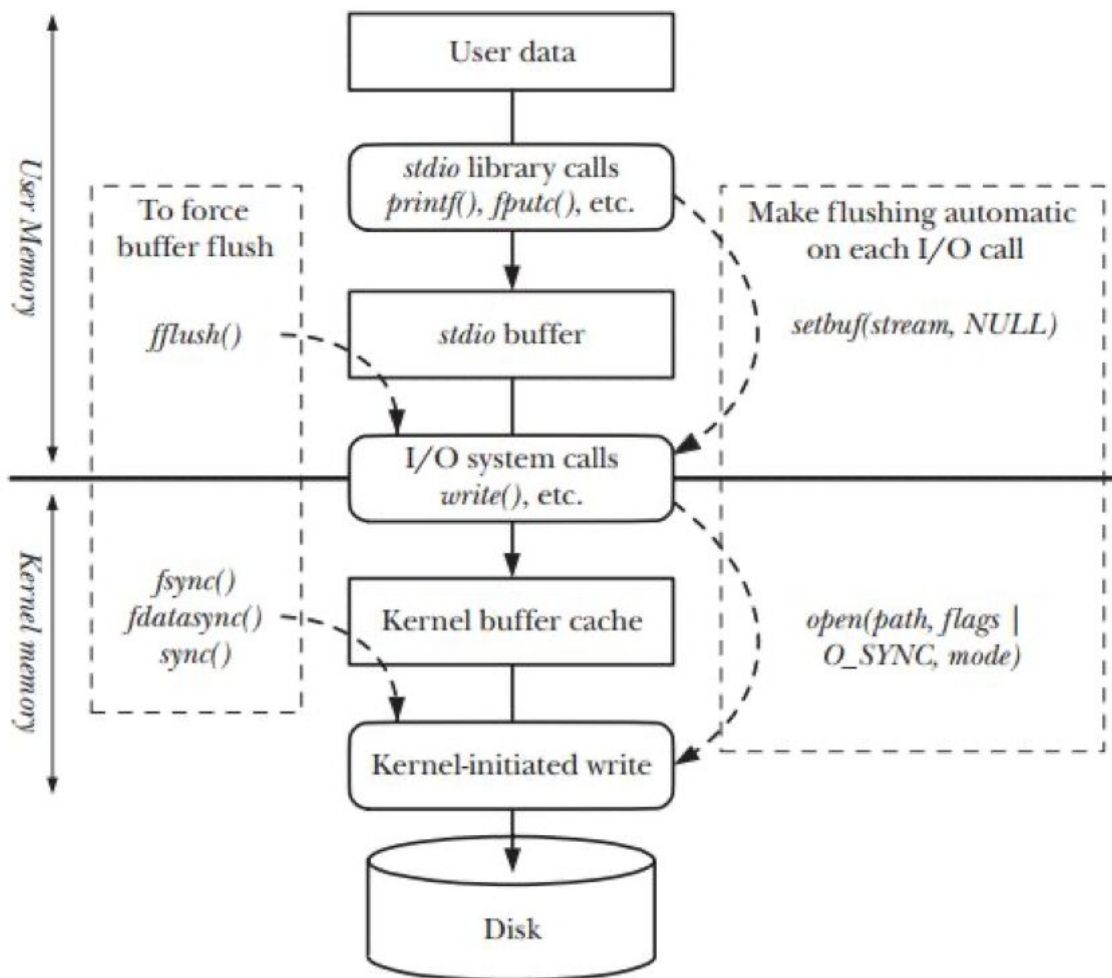 User data
stdio library calls
printf(), fputc(), etc.
To force
buffer flush
Make flushing automatic
on each I/O call
User Memory
fflush()
stdio buffer
setbuf(stream, NULL)
I/O system calls
write(), etc.
Kernel memory
fsync()
fdatasync()
sync()
Kernel buffer cache
open(path, flags |
O_SYNC, mode)
Kernel-initiated write
Disk